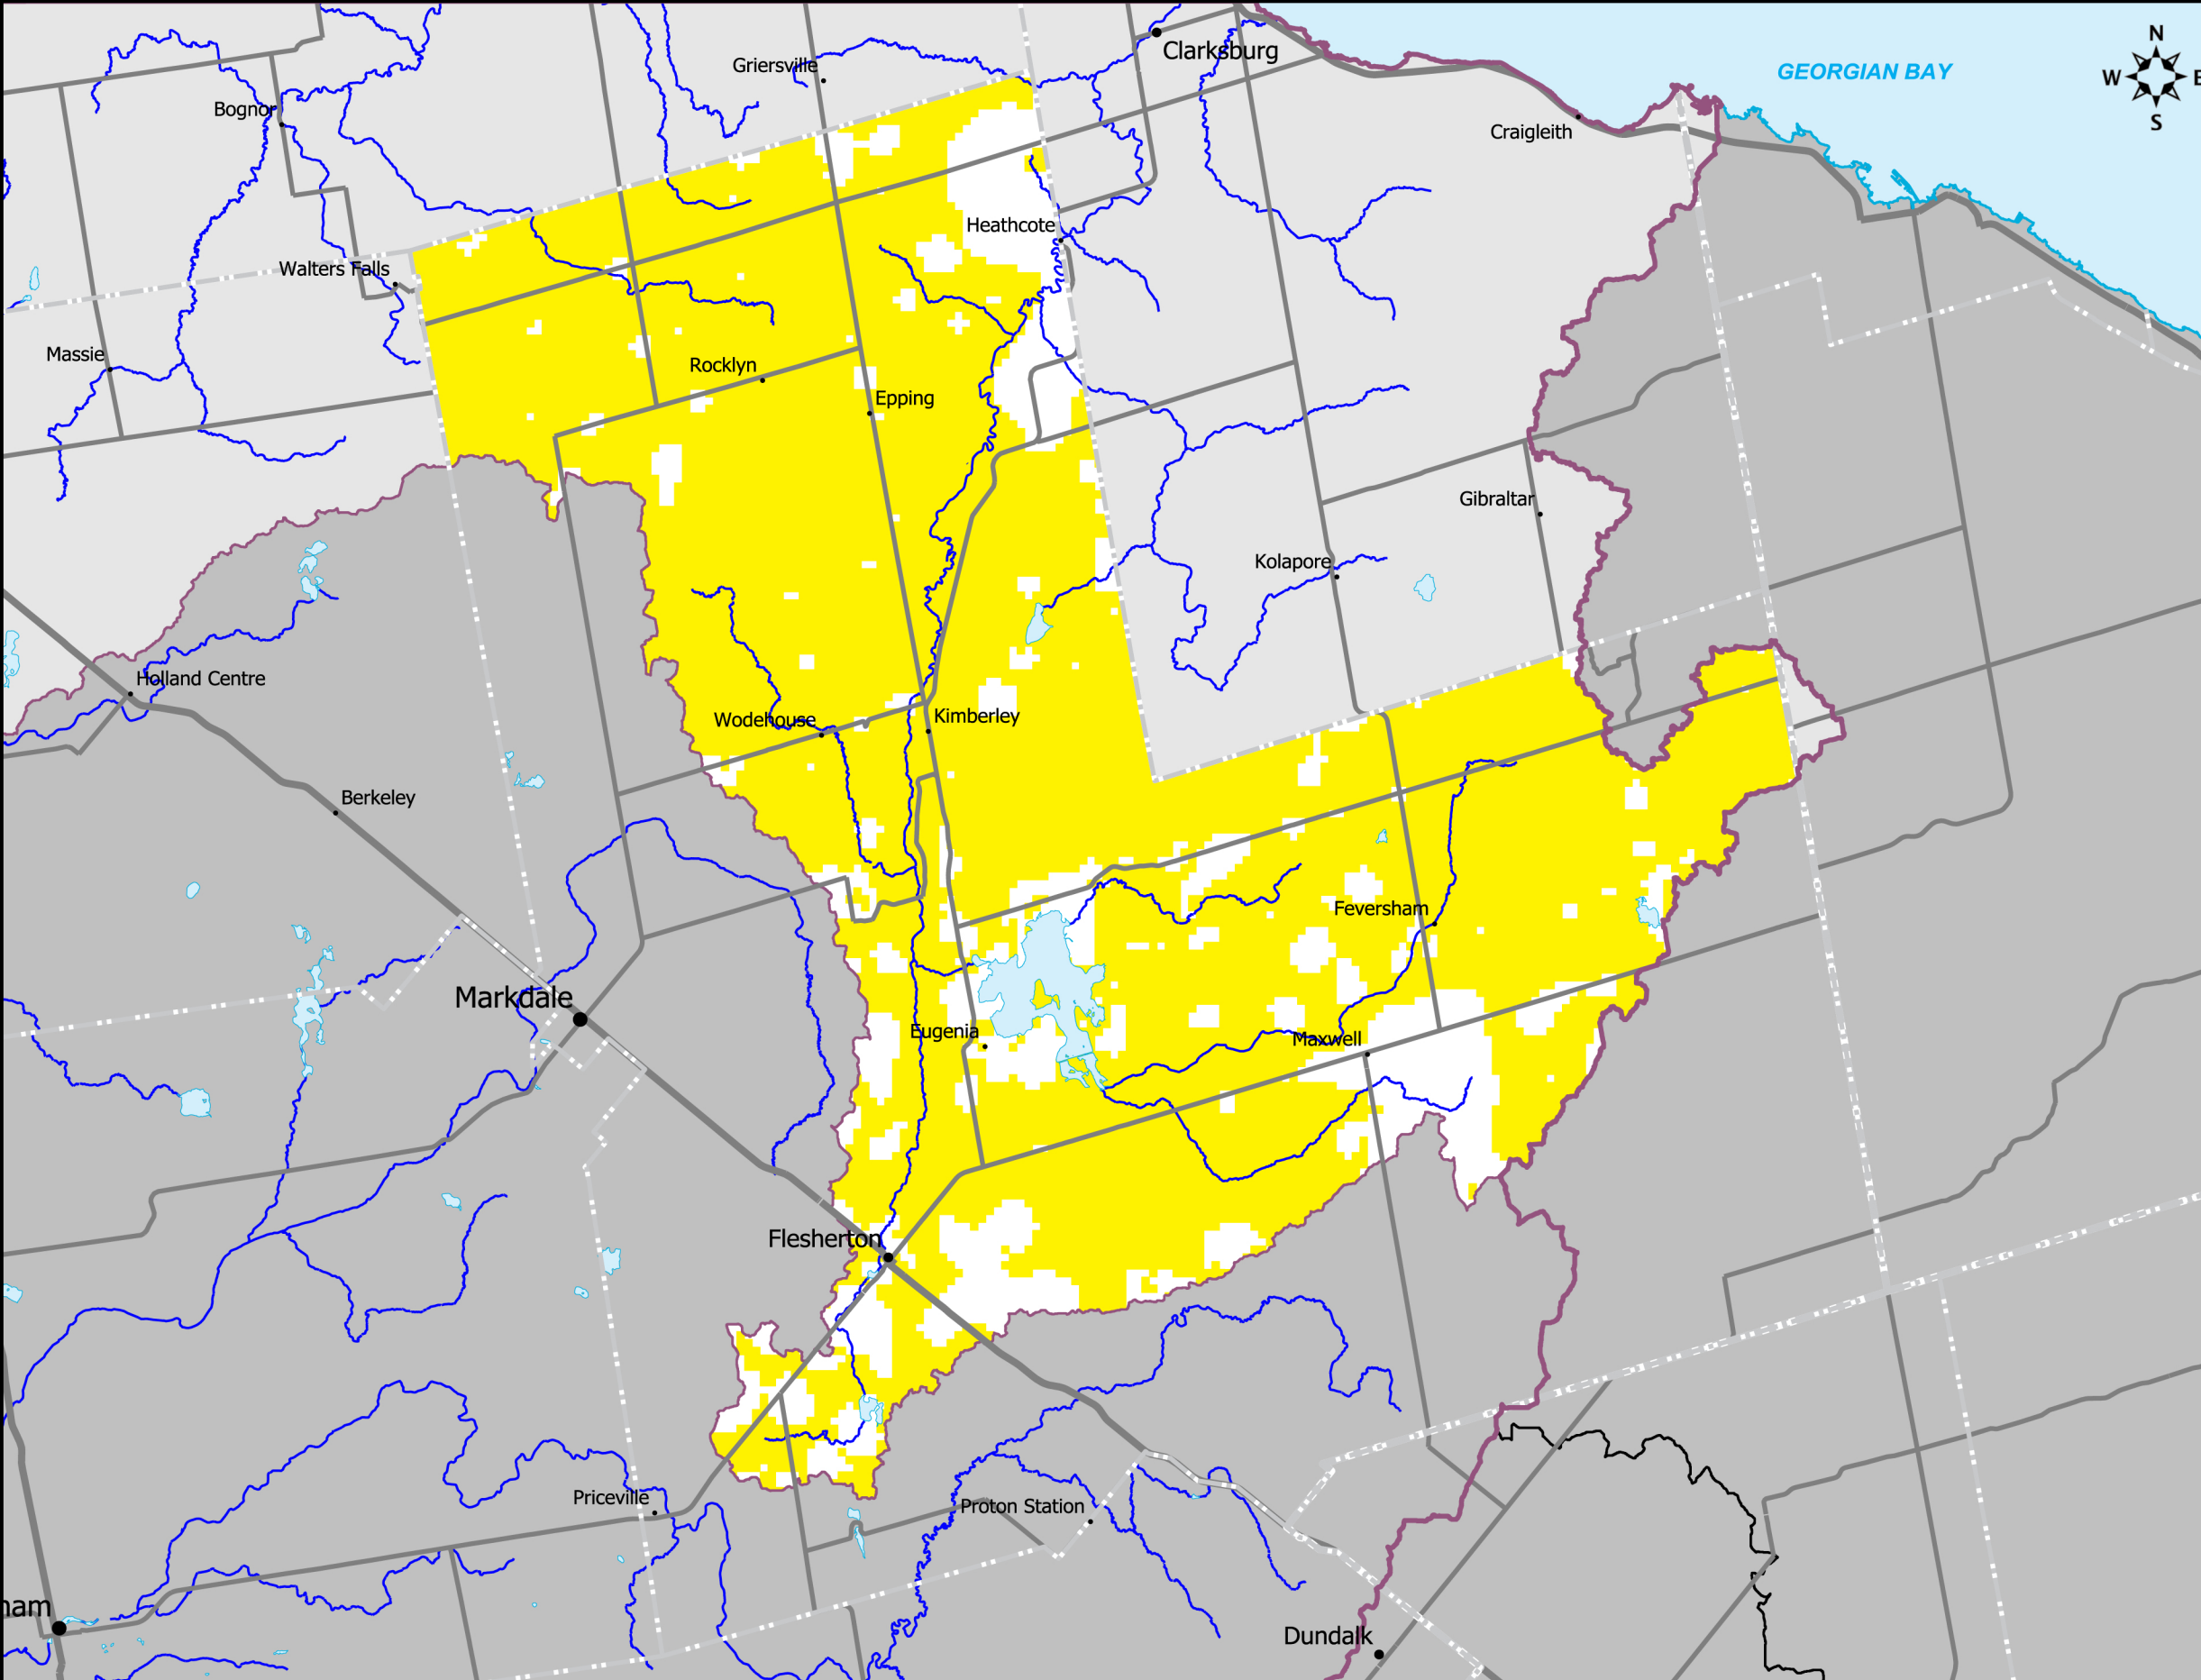 Clarksburg
N
GEORGIAN BAY
Griersville
W
E
Bognor
S
Craigleith
Heathcote
Walters Falls
Massie
Rocklyn
Epping
Gibraltar
Kolapore
Holland Centre
Wodehouse
Kimberley
Berkeley
Feversham
Markdale
Eugenia
Maxwell
Flesherton
Priceville
Proton Station
ham
Dundalk